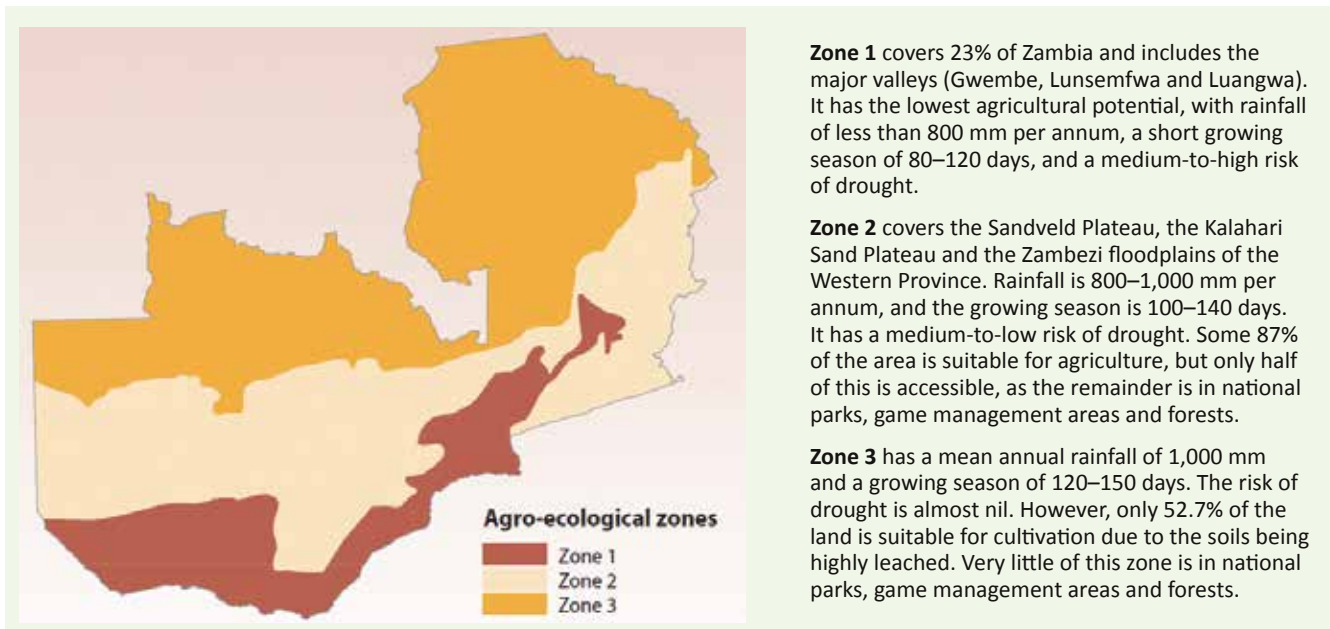 Agro-ecological zones
Zone 1
Zone 2
Zone 3
Zone 1 covers 23% of Zambia and includes the
major valleys (Gwembe, Lunsemfwa and Luangwa).
It has the lowest agricultural potential, with rainfall
of less than 800 mm per annum, a short growing
season of 80–120 days, and a medium-to-high risk
of drought.
Zone 2 covers the Sandveld Plateau, the Kalahari
Sand Plateau and the Zambezi floodplains of the
Western Province. Rainfall is 800–1,000 mm per
annum, and the growing season is 100–140 days.
It has a medium-to-low risk of drought. Some 87%
of the area is suitable for agriculture, but only half
of this is accessible, as the remainder is in national
parks, game management areas and forests.
Zone 3 has a mean annual rainfall of 1,000 mm
and a growing season of 120–150 days. The risk of
drought is almost nil. However, only 52.7% of the
land is suitable for cultivation due to the soils being
highly leached. Very little of this zone is in national
parks, game management areas and forests.